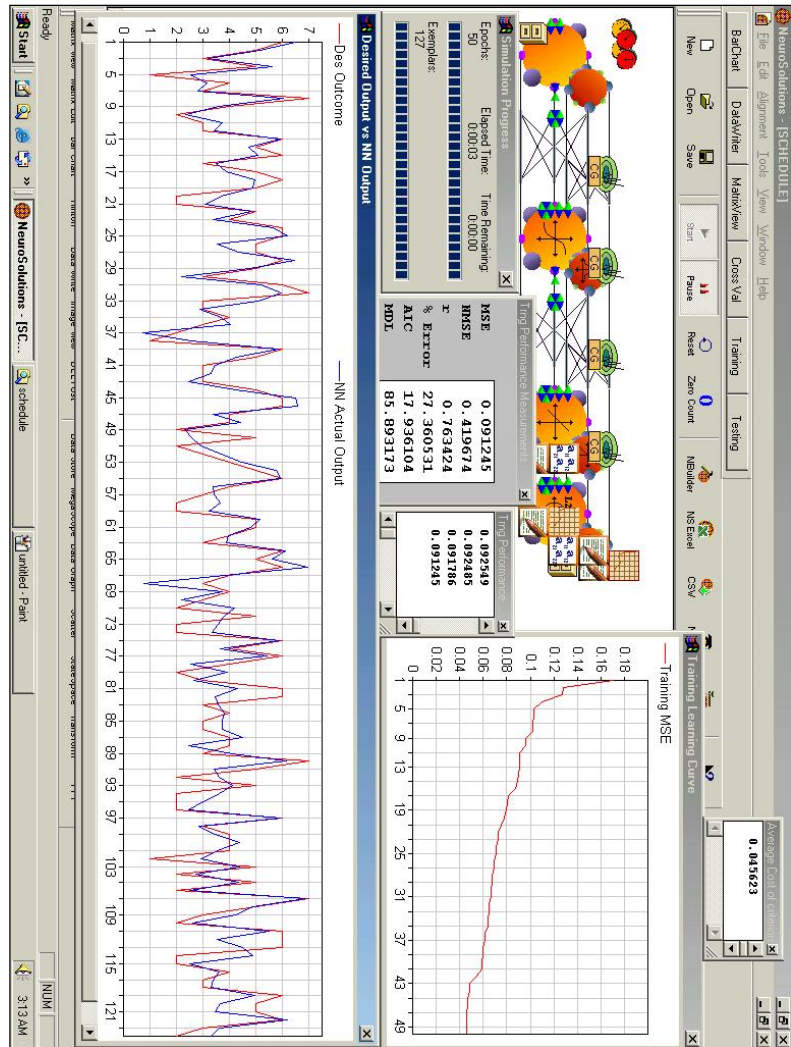 NeuroSolutions - [SCHEDULE]
File Edit Alignment Tools View Window Help
BarChart DataWriter MatrixView Cross Val Training Testing
New Open Save Start Pause Reset Zero Count NBuilder NSExcel CSW
Average Cost of criterion
0.045623
CG CG CG CG
Simulation Progress
Epochs: Elapsed Time: Time Remaining:
50 0:00:03 0:00:00
Exemplars:
127
Trng Performance Measurements
MSE 0.091245
NMSE 0.419674
r 0.763424
% Error 27.360531
AIC 17.936104
MDL 85.893173
Trng Performance
0.092549
0.092485
0.091786
0.091245
Training Learning Curve
Training MSE
0.18
0.16
0.14
0.12
0.1
0.08
0.06
0.04
0.02
0
1 5 9 13 19 25 31 37 43 49
Desired Output vs NN Output
Des Outcome NN Actual Output
7
6
5
4
3
2
1
0
1 5 9 13 17 21 25 29 33 37 41 45 49 53 57 61 65 69 73 77 81 85 89 93 97 103 109 115 121
Ready NUM
Start NeuroSolutions - [SC... schedule untitled - Paint 3:13 AM